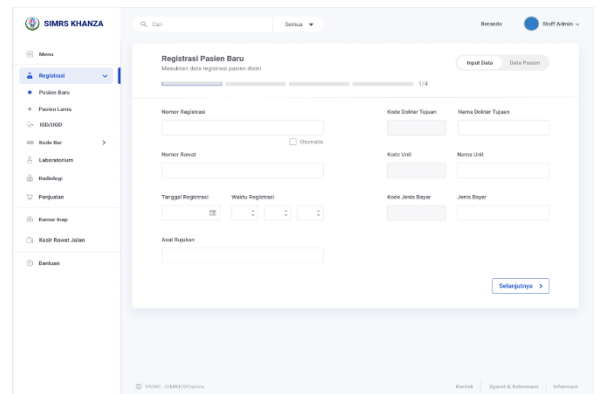 SIMRS KHANZA
Cari
Semua
Beranda
Staff Admin
Menu
Registrasi
Pasien Baru
Pasien Lama
IGD/UGD
Kode Bar
Laboratorium
Radiologi
Penjualan
Kamar Inap
Kasir Rawat Jalan
Bantuan
Registrasi Pasien Baru
Masukkan data registrasi pasien disini
Input Data
Data Pasien
1/4
Nomor Registrasi
Otomatis
Kode Dokter Tujuan
Nama Dokter Tujuan
Nomor Rawat
Kode Unit
Nama Unit
Tanggal Registrasi
Waktu Registrasi
Kode Jenis Bayar
Jenis Bayar
Asal Rujukan
Selanjutnya
Kontak
Syarat & Ketentuan
Informasi